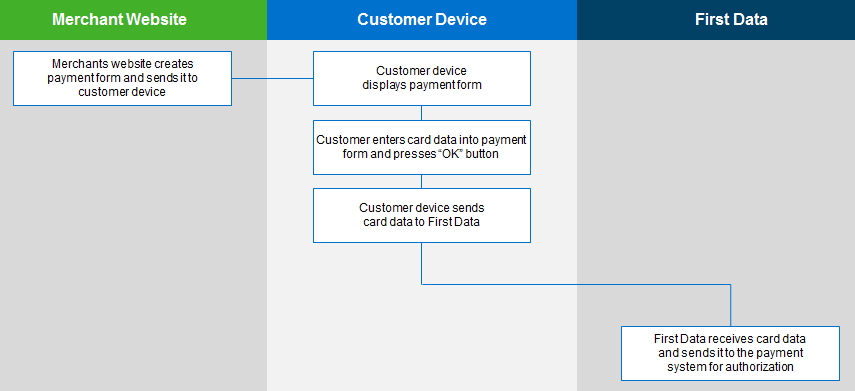 Merchant Website
Customer Device
First Data
Merchants website creates
payment form and sends it to
customer device
Customer device
displays payment form
Customer enters card data into payment
form and presses “OK” button
Customer device sends
card data to First Data
First Data receives card data
and sends it to the payment
system for authorization